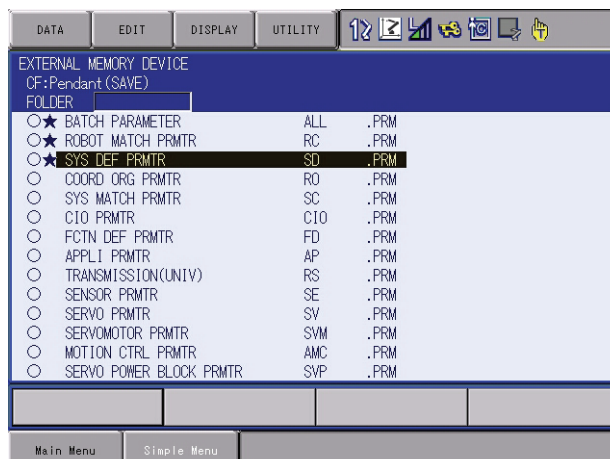 DATA EDIT DISPLAY UTILITY
EXTERNAL MEMORY DEVICE
CF:Pendant(SAVE)
FOLDER
○★ BATCH PARAMETER ALL .PRM
○★ ROBOT MATCH PRMTR RC .PRM
○★ SYS DEF PRMTR SD .PRM
○ COORD ORG PRMTR RO .PRM
○ SYS MATCH PRMTR SC .PRM
○ CIO PRMTR CIO .PRM
○ FCTN DEF PRMTR FD .PRM
○ APPLI PRMTR AP .PRM
○ TRANSMISSION(UNIV) RS .PRM
○ SENSOR PRMTR SE .PRM
○ SERVO PRMTR SV .PRM
○ SERVOMOTOR PRMTR SVM .PRM
○ MOTION CTRL PRMTR AMC .PRM
○ SERVO POWER BLOCK PRMTR SVP .PRM
Main Menu Simple Menu